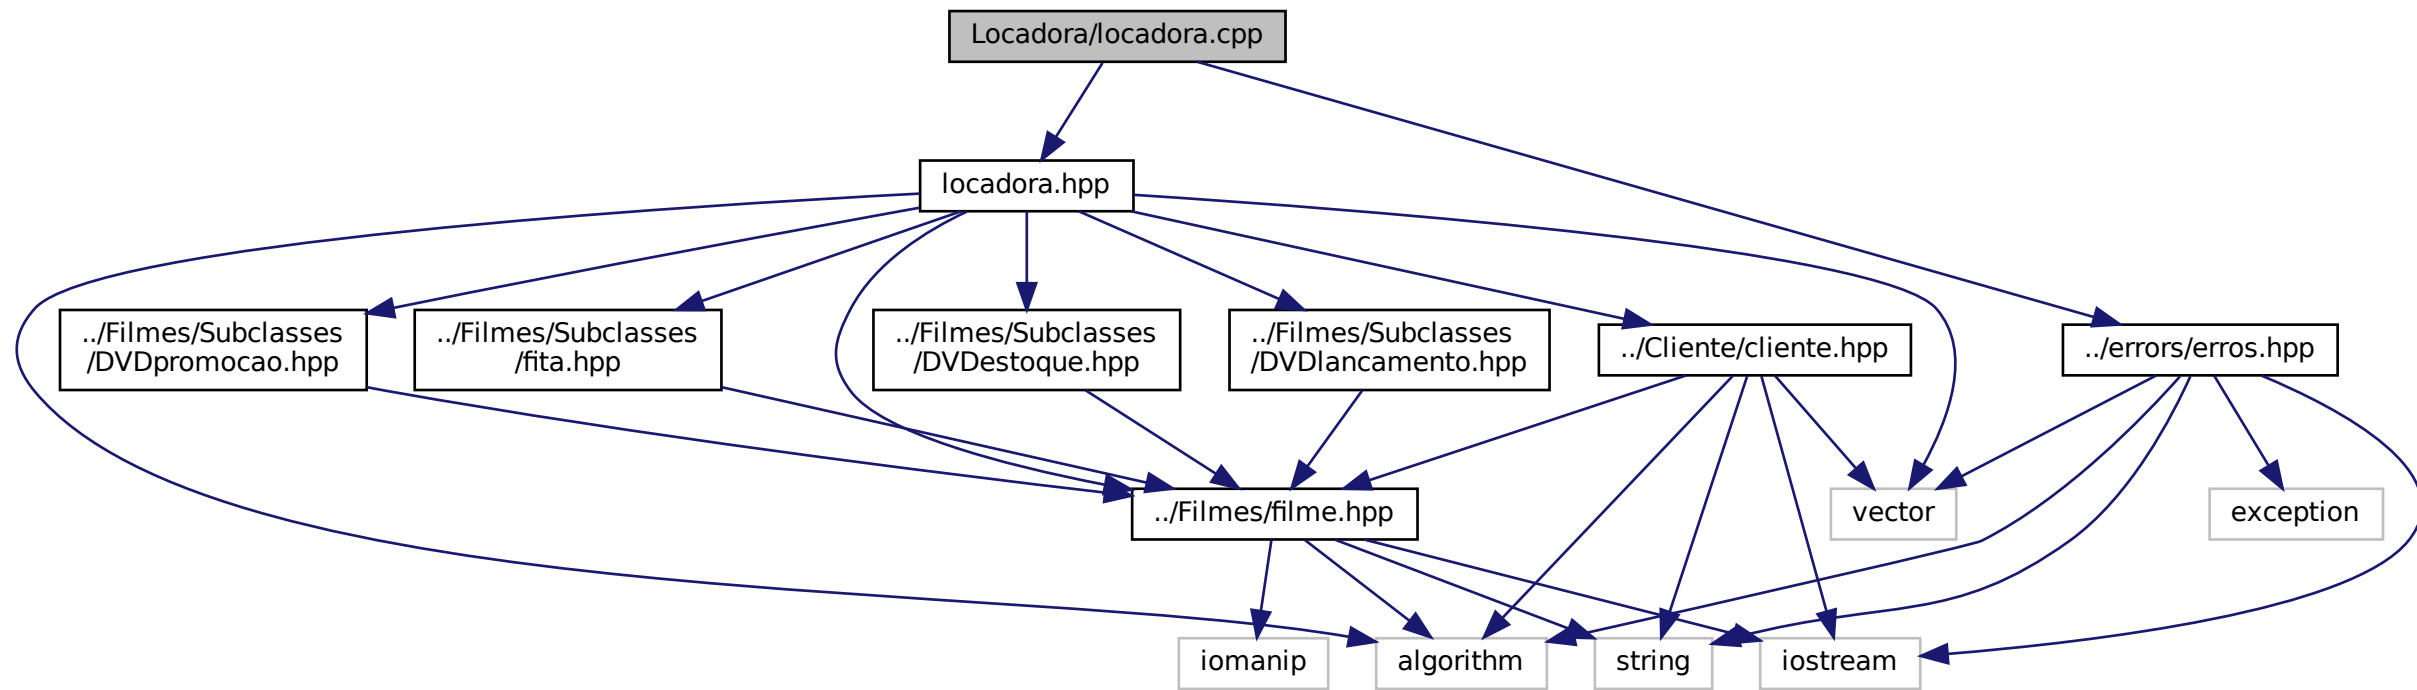 Locadora/locadora.cpp
locadora.hpp
../Filmes/Subclasses
/DVDpromocao.hpp
../Filmes/Subclasses
/fita.hpp
../Filmes/Subclasses
/DVDestoque.hpp
../Filmes/Subclasses
/DVDlancamento.hpp
../Cliente/cliente.hpp
../errors/erros.hpp
../Filmes/filme.hpp
vector
exception
iomanip
algorithm
string
iostream